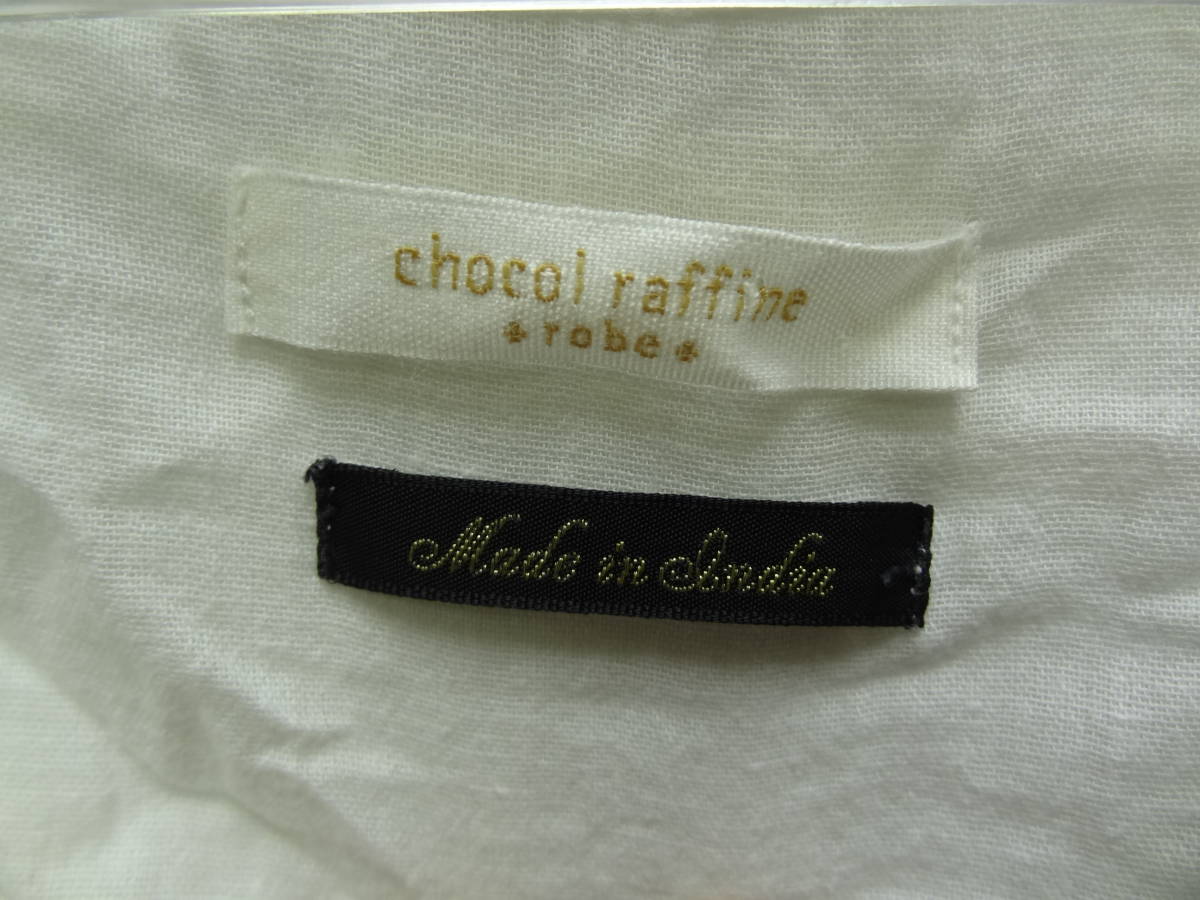 chocol raffine
robe
Made in India